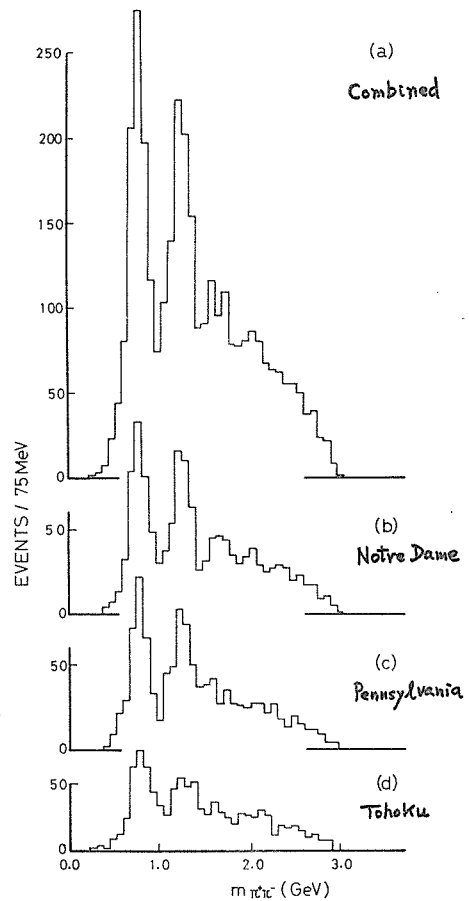 (a)
Combined
250
200
150
100
50
0
(b)
Notre Dame
50
0
(c)
Pennsylvania
50
0
(d)
Tohoku
50
0
0.0 1.0 2.0 3.0
m π⁺π⁻ (GeV)
EVENTS / 75 MeV